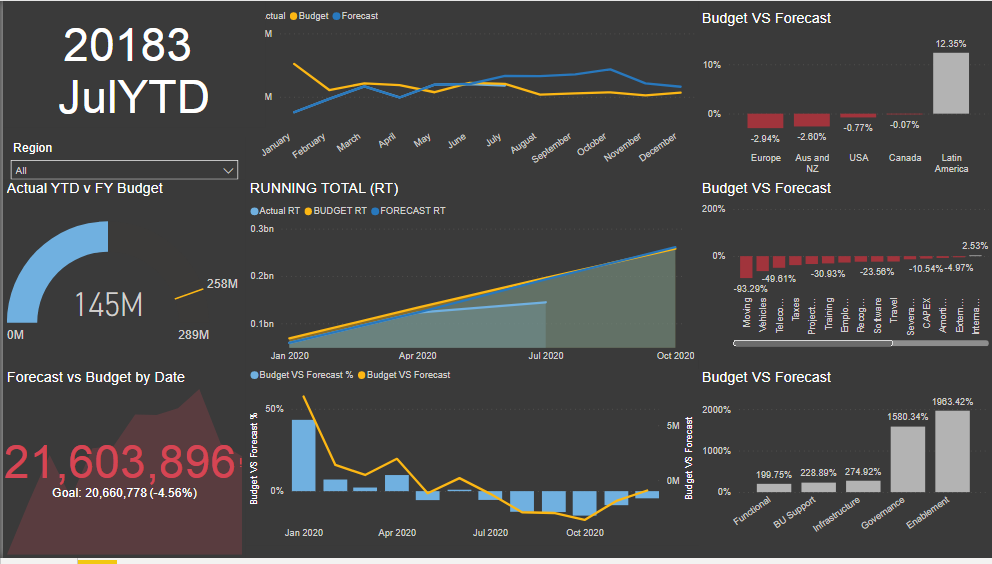 20183
JulYTD
Region
All
Actual YTD v FY Budget
145M
258M
0M
289M
Forecast vs Budget by Date
21,603,896
Goal: 20,660,778 (-4.56%)
ctual Budget Forecast
M
M
January February March April May June July August September October November December
RUNNING TOTAL (RT)
Actual RT BUDGET RT FORECAST RT
0.3bn
0.2bn
0.1bn
Jan 2020 Apr 2020 Jul 2020 Oct 2020
Budget VS Forecast % Budget VS Forecast
Budget VS Forecast %
50%
0%
5M
0M
Budget VS Forecast
Jan 2020 Apr 2020 Jul 2020 Oct 2020
Budget VS Forecast
10%
0%
12.35%
-2.94% -2.60% -0.77% -0.07%
Europe Aus and NZ USA Canada Latin America
Budget VS Forecast
200%
0%
2.53%
-93.29% -49.61% -30.93% -23.56% -10.54% -4.97%
Moving Vehicles Teleco... Taxes Project... Training Emplo... Recog... Software Travel Severa... CAPEX Amorti... Extern... Interna...
Budget VS Forecast
2000%
1000%
0%
199.75% 228.89% 274.92% 1580.34% 1963.42%
Functional BU Support Infrastructure Governance Enablement